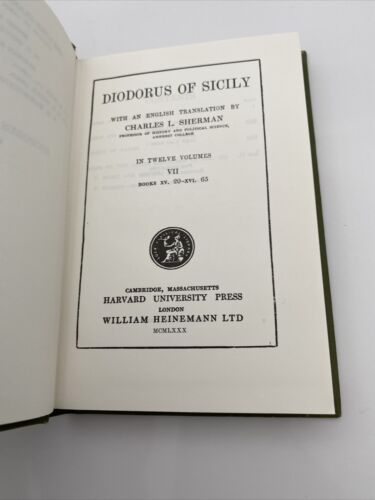 DIODORUS OF SICILY
WITH AN ENGLISH TRANSLATION BY
CHARLES L. SHERMAN
PROFESSOR OF HISTORY AND POLITICAL SCIENCE,
AMHERST COLLEGE
IN TWELVE VOLUMES
VII
BOOKS XV. 20–XVI. 65
CAMBRIDGE, MASSACHUSETTS
HARVARD UNIVERSITY PRESS
LONDON
WILLIAM HEINEMANN LTD
MCMLXXX